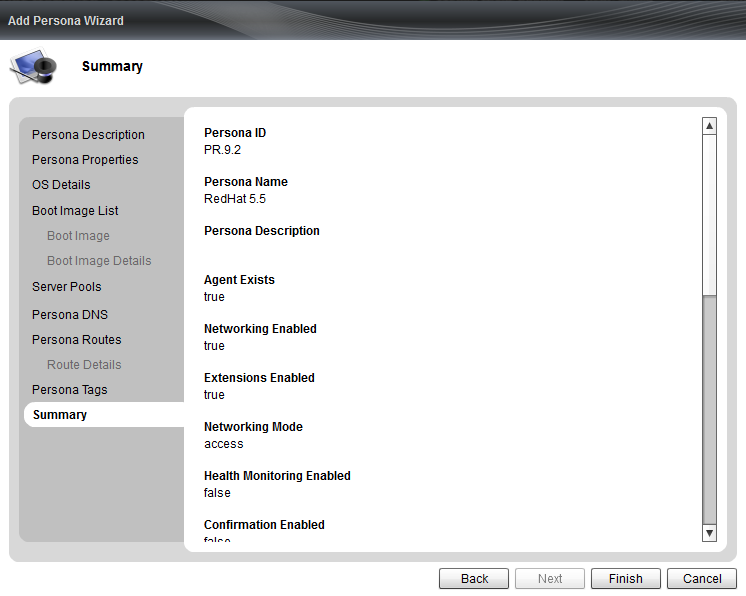 Add Persona Wizard
Summary
Persona Description
Persona Properties
OS Details
Boot Image List
Boot Image
Boot Image Details
Server Pools
Persona DNS
Persona Routes
Route Details
Persona Tags
Summary
Persona ID
PR.9.2
Persona Name
RedHat 5.5
Persona Description
Agent Exists
true
Networking Enabled
true
Extensions Enabled
true
Networking Mode
access
Health Monitoring Enabled
false
Confirmation Enabled
false
Back
Next
Finish
Cancel